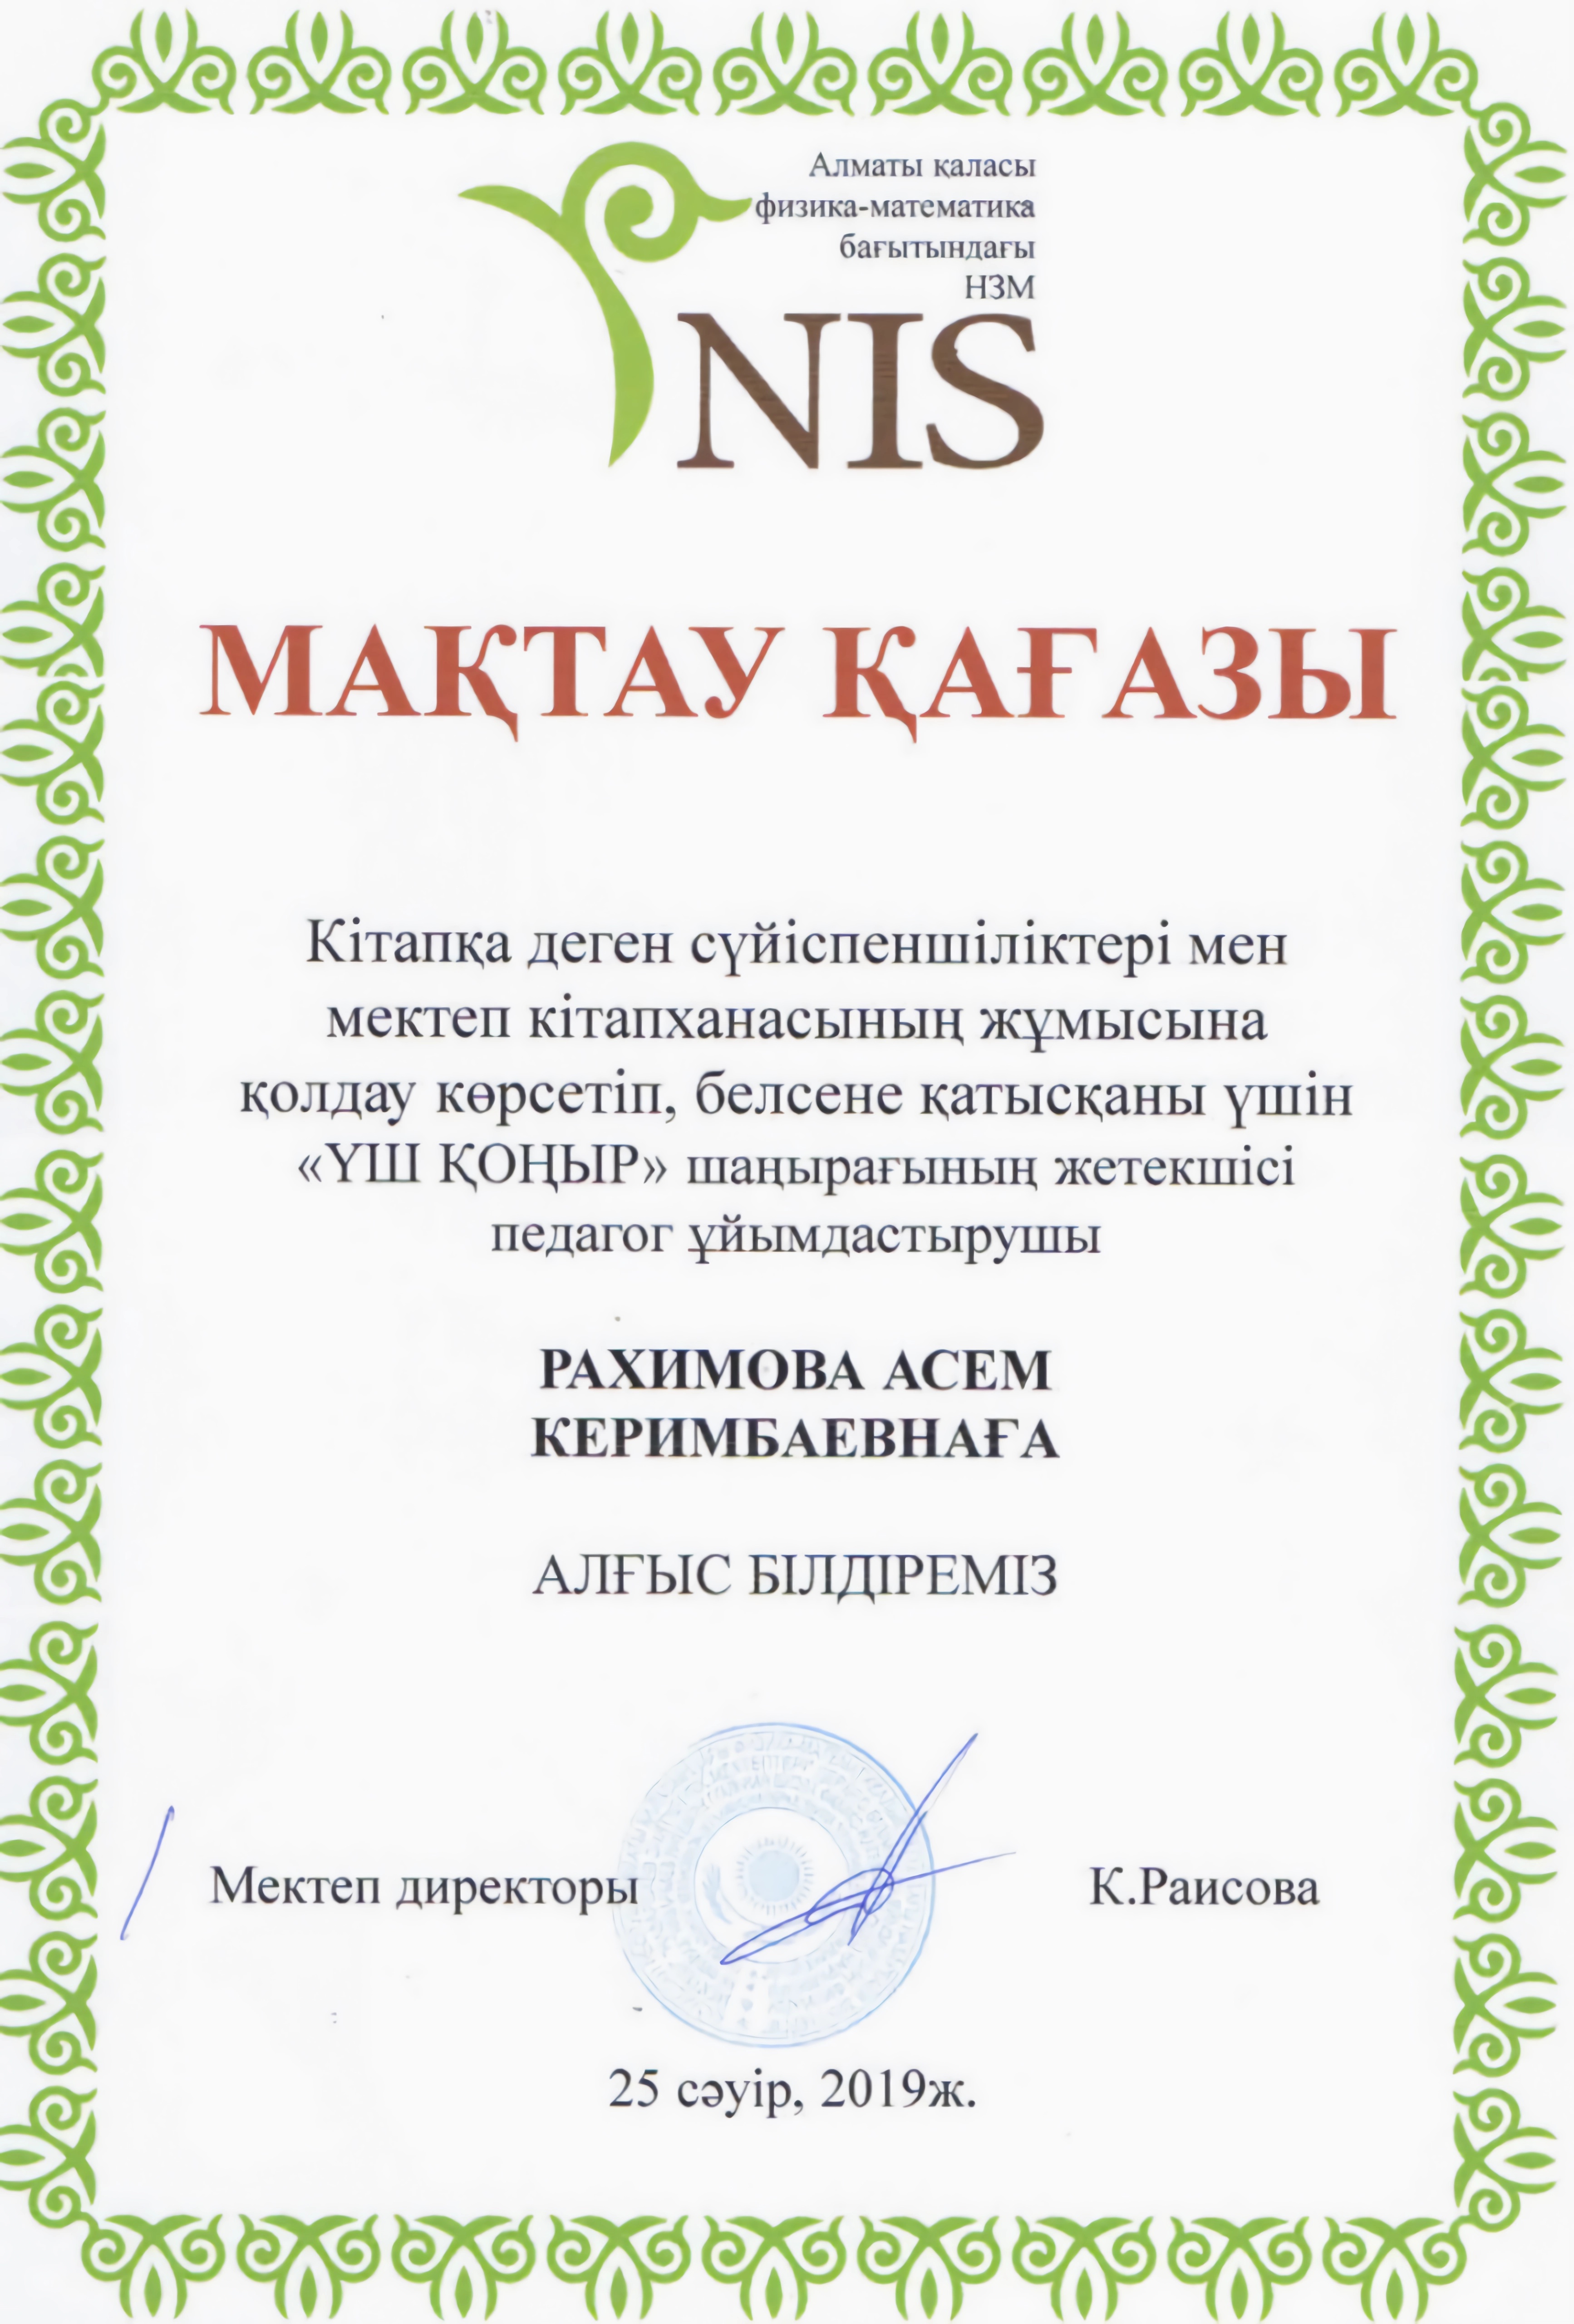 Алматы қаласы
физика-математика
бағытындағы
НЗМ
NIS
МАҚТАУ ҚАҒАЗЫ
Кітапқа деген сүйіспеншіліктері мен
мектеп кітапханасының жұмысына
қолдау көрсетіп, белсене қатысқаны үшін
«ҮШ ҚОҢЫР» шаңырағының жетекшісі
педагог ұйымдастырушы
РАХИМОВА АСЕМ
КЕРИМБАЕВНАҒА
АЛҒЫС БІЛДІРЕМІЗ
Мектеп директоры К.Раисова
25 сәуір, 2019ж.